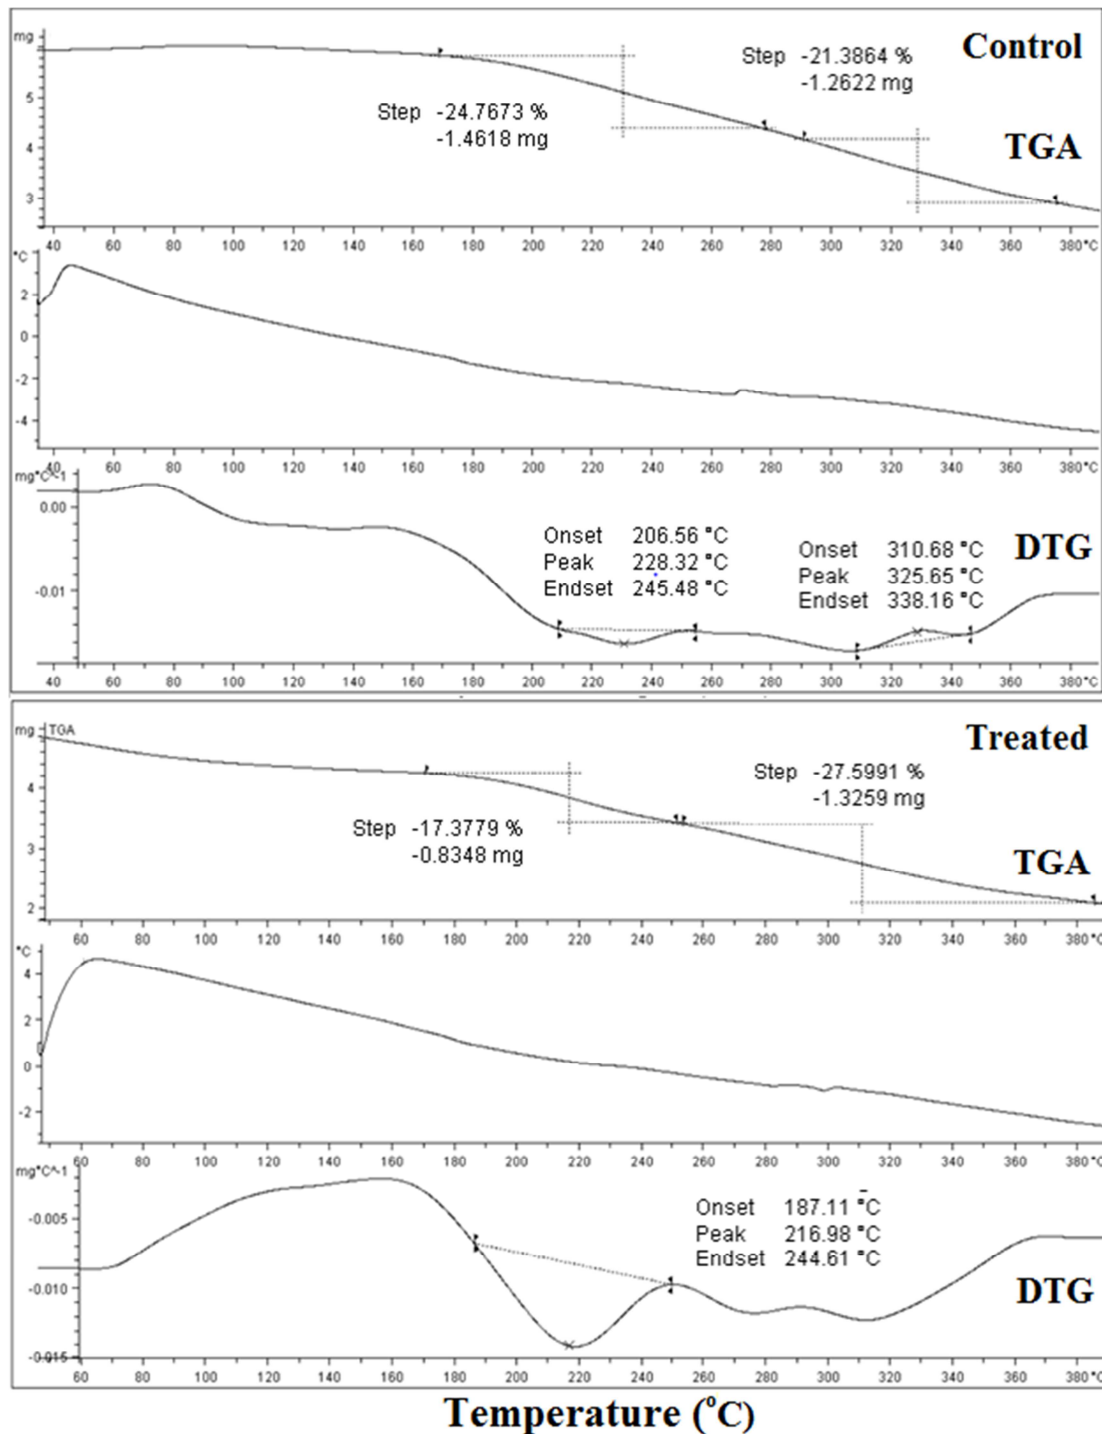 Control
mg
Step -21.3864 %
-1.2622 mg
5
Step -24.7673 %
-1.4618 mg
4
TGA
3
40 60 80 100 120 140 160 180 200 220 240 260 280 300 320 340 360 380°C
°C
2
0
-2
-4
40 60 80 100 120 140 160 180 200 220 240 260 280 300 320 340 360 380°C
mg°C^-1
0.00
Onset 206.56 °C
Peak 228.32 °C
Endset 245.48 °C
Onset 310.68 °C
Peak 325.65 °C
Endset 338.16 °C
DTG
-0.01
40 60 80 100 120 140 160 180 200 220 240 260 280 300 320 340 360 380°C
mg TGA
Treated
Step -27.5991 %
-1.3259 mg
4
Step -17.3779 %
-0.8348 mg
3
TGA
2
60 80 100 120 140 160 180 200 220 240 260 280 300 320 340 360 380 °C
°C
4
2
0
-2
60 80 100 120 140 160 180 200 220 240 260 280 300 320 340 360 380 °C
mg°C^-1
-0.005
Onset 187.11 °C
Peak 216.98 °C
Endset 244.61 °C
-0.010
DTG
-0.015
60 80 100 120 140 160 180 200 220 240 260 280 300 320 340 360 380 °C
Temperature (°C)